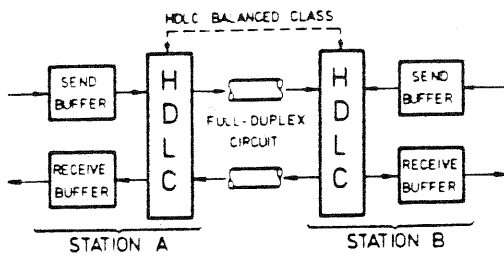 HDLC BALANCED CLASS
SEND
BUFFER
H
D
L
C
FULL-DUPLEX
CIRCUIT
H
D
L
C
SEND
BUFFER
RECEIVE
BUFFER
RECEIVE
BUFFER
STATION A
STATION B